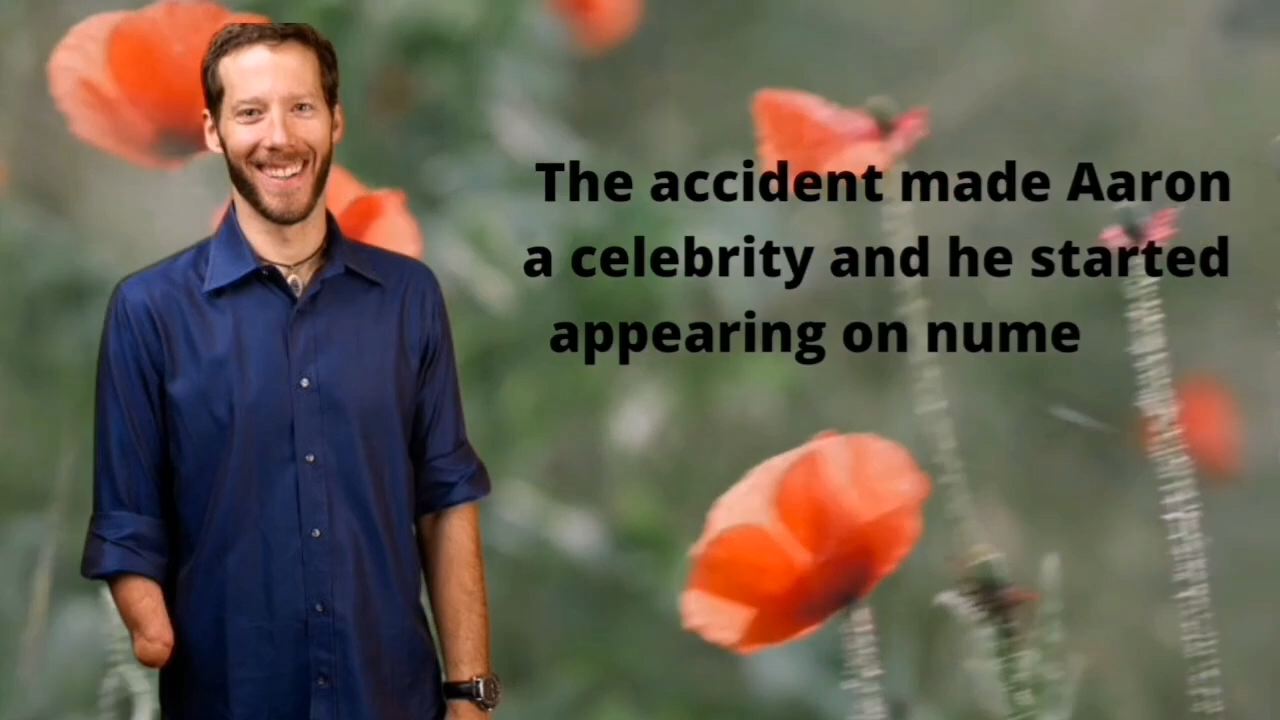 The accident made Aaron
a celebrity and he started
appearing on nume